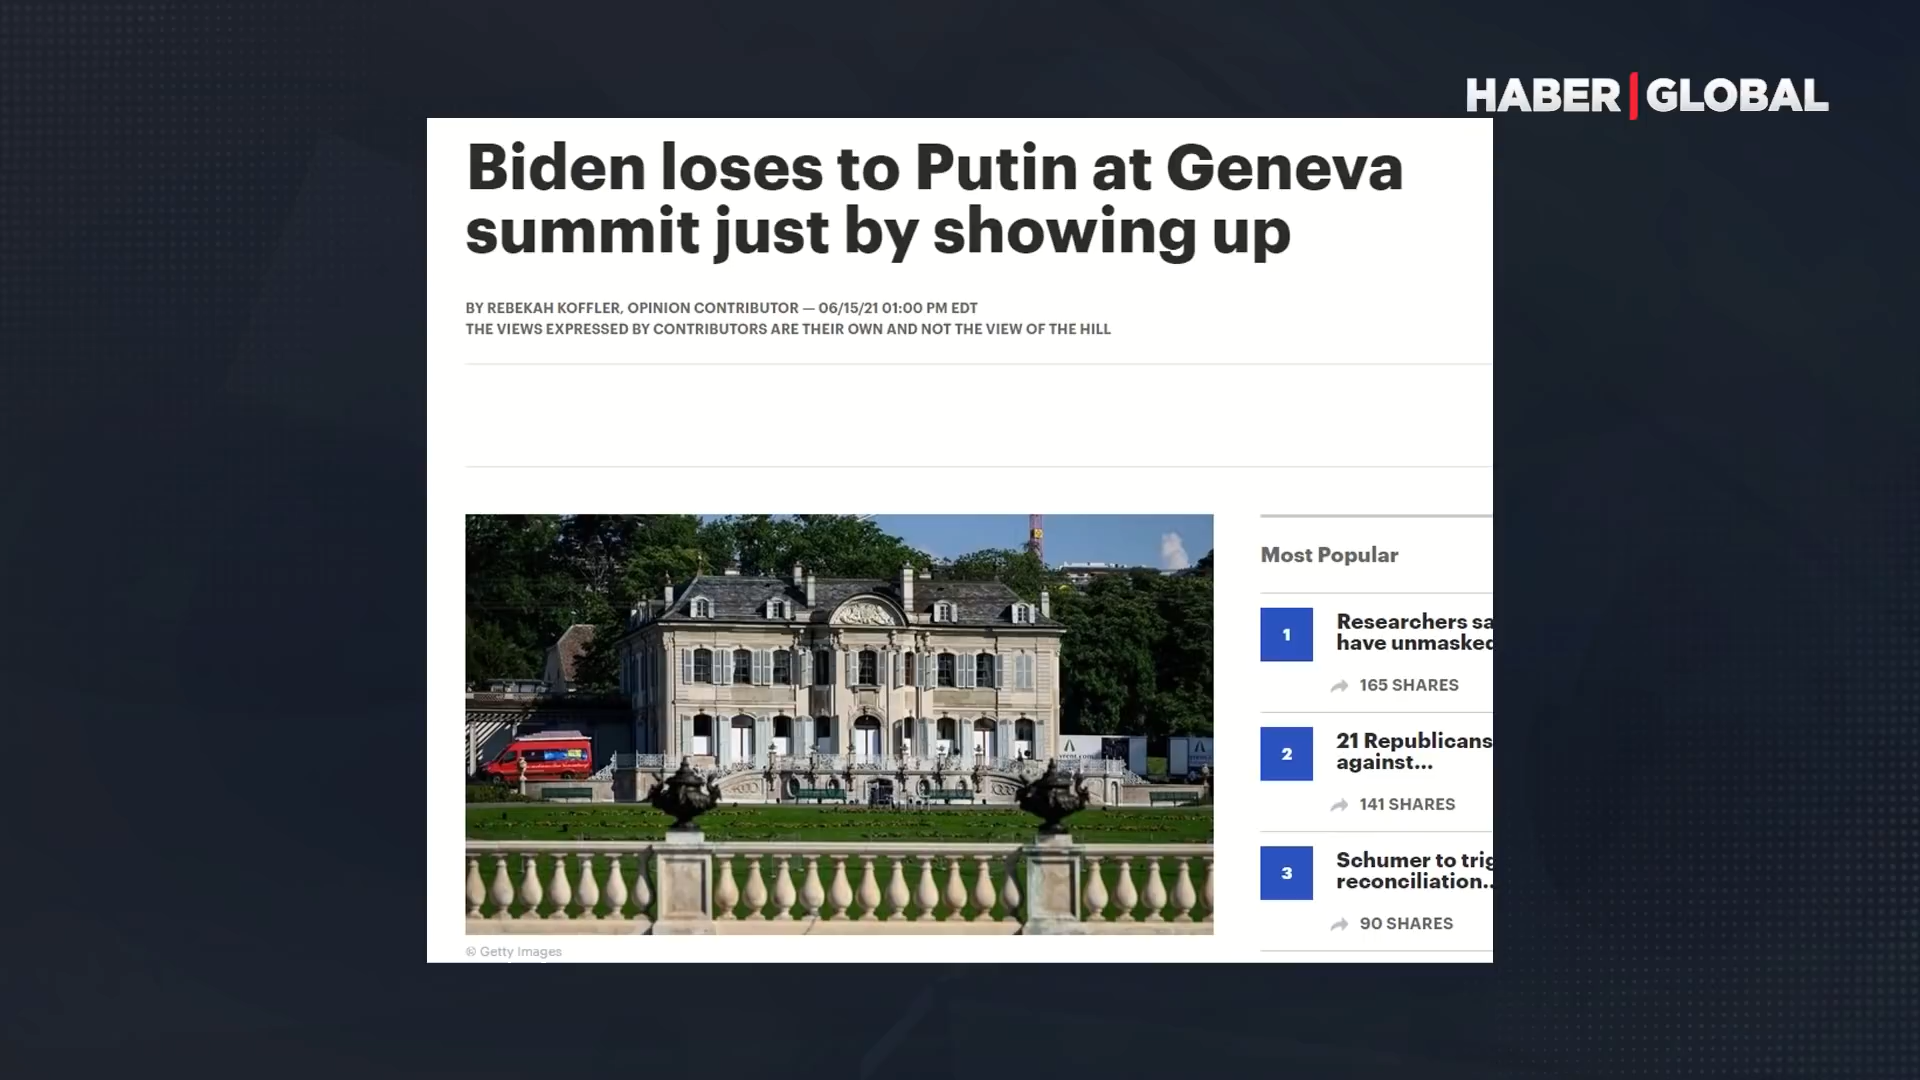 HABER GLOBAL
Biden loses to Putin at Geneva
summit just by showing up
BY REBEKAH KOFFLER, OPINION CONTRIBUTOR — 06/15/21 01:00 PM EDT
THE VIEWS EXPRESSED BY CONTRIBUTORS ARE THEIR OWN AND NOT THE VIEW OF THE HILL
© Getty Images
Most Popular
1
Researchers sa
have unmasked
165 SHARES
2
21 Republicans
against...
141 SHARES
3
Schumer to trig
reconciliation..
90 SHARES